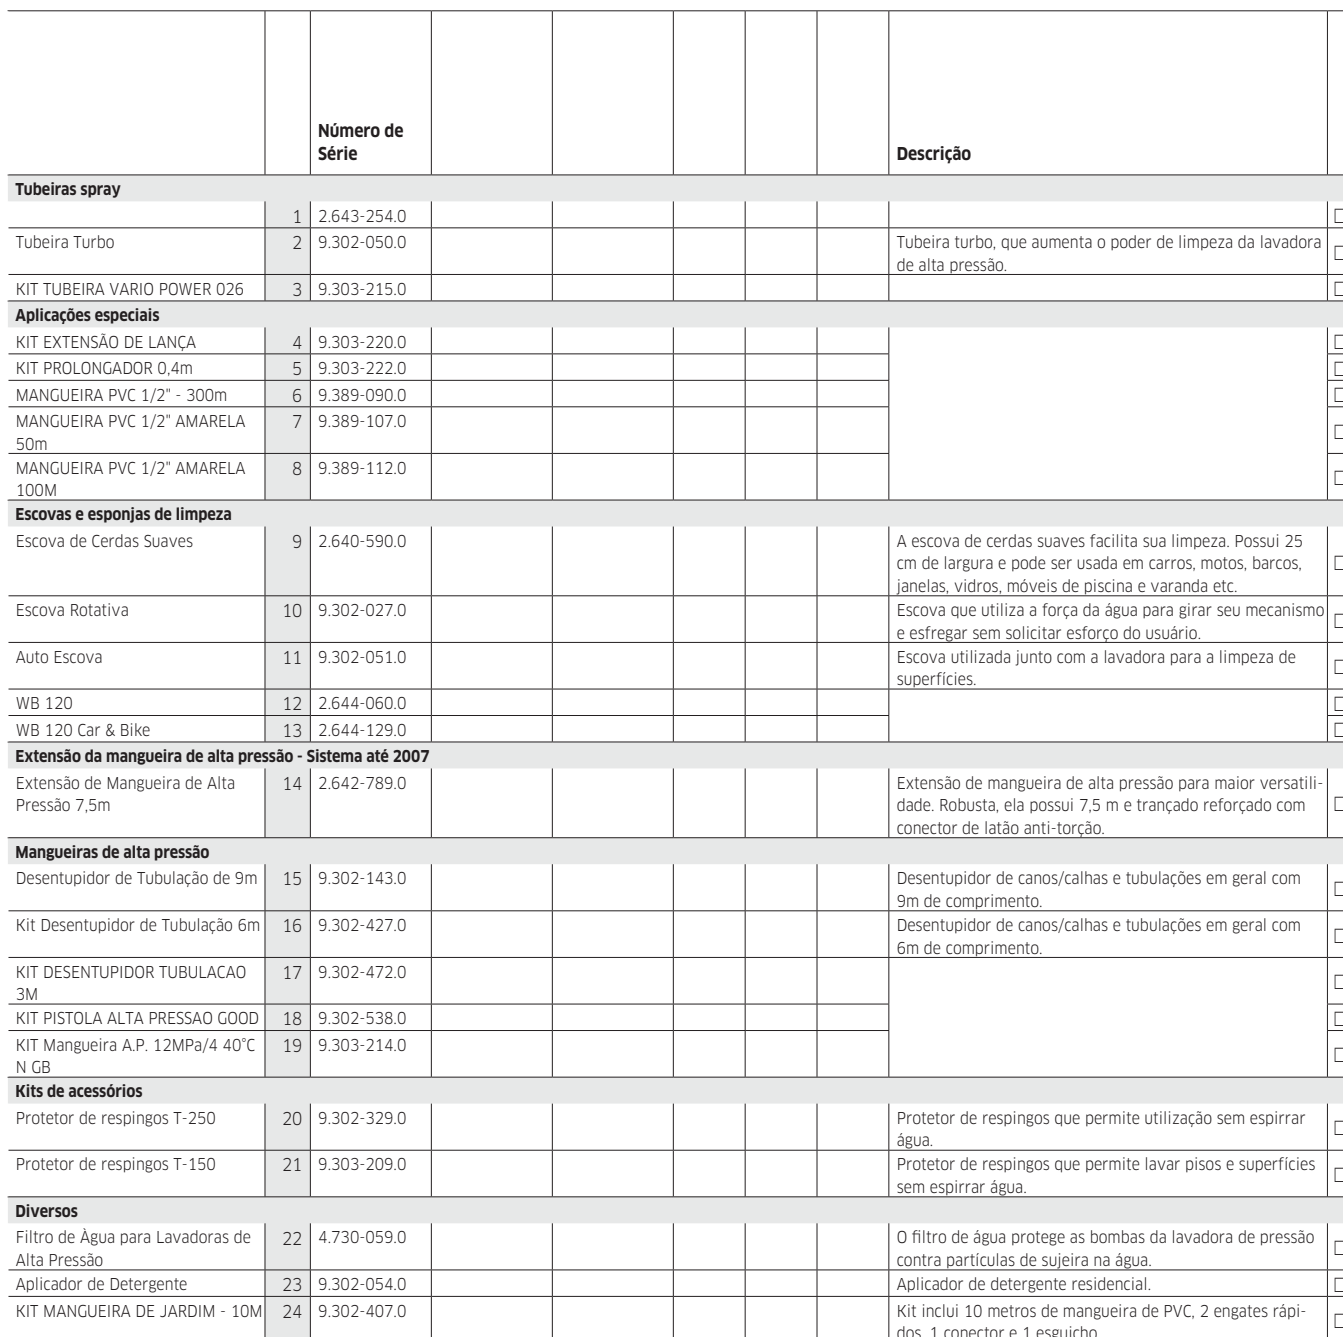 Número de
Série
Descrição
Tubeiras spray
1 2.643-254.0
Tubeira Turbo 2 9.302-050.0 Tubeira turbo, que aumenta o poder de limpeza da lavadora
de alta pressão.
KIT TUBEIRA VARIO POWER 026 3 9.303-215.0
Aplicações especiais
KIT EXTENSÃO DE LANÇA 4 9.303-220.0
KIT PROLONGADOR 0,4m 5 9.303-222.0
MANGUEIRA PVC 1/2" - 300m 6 9.389-090.0
MANGUEIRA PVC 1/2" AMARELA 7 9.389-107.0
50m
MANGUEIRA PVC 1/2" AMARELA 8 9.389-112.0
100M
Escovas e esponjas de limpeza
Escova de Cerdas Suaves 9 2.640-590.0 A escova de cerdas suaves facilita sua limpeza. Possui 25
cm de largura e pode ser usada em carros, motos, barcos,
janelas, vidros, móveis de piscina e varanda etc.
Escova Rotativa 10 9.302-027.0 Escova que utiliza a força da água para girar seu mecanismo
e esfregar sem solicitar esforço do usuário.
Auto Escova 11 9.302-051.0 Escova utilizada junto com a lavadora para a limpeza de
superfícies.
WB 120 12 2.644-060.0
WB 120 Car & Bike 13 2.644-129.0
Extensão da mangueira de alta pressão - Sistema até 2007
Extensão de Mangueira de Alta 14 2.642-789.0 Extensão de mangueira de alta pressão para maior versatili-
Pressão 7,5m dade. Robusta, ela possui 7,5 m e trançado reforçado com
conector de latão anti-torção.
Mangueiras de alta pressão
Desentupidor de Tubulação de 9m 15 9.302-143.0 Desentupidor de canos/calhas e tubulações em geral com
9m de comprimento.
Kit Desentupidor de Tubulação 6m 16 9.302-427.0 Desentupidor de canos/calhas e tubulações em geral com
6m de comprimento.
KIT DESENTUPIDOR TUBULACAO 17 9.302-472.0
3M
KIT PISTOLA ALTA PRESSAO GOOD 18 9.302-538.0
KIT Mangueira A.P. 12MPa/4 40°C 19 9.303-214.0
N GB
Kits de acessórios
Protetor de respingos T-250 20 9.302-329.0 Protetor de respingos que permite utilização sem espirrar
água.
Protetor de respingos T-150 21 9.303-209.0 Protetor de respingos que permite lavar pisos e superfícies
sem espirrar água.
Diversos
Filtro de Àgua para Lavadoras de 22 4.730-059.0 O filtro de água protege as bombas da lavadora de pressão
Alta Pressão contra partículas de sujeira na água.
Aplicador de Detergente 23 9.302-054.0 Aplicador de detergente residencial.
KIT MANGUEIRA DE JARDIM - 10M 24 9.302-407.0 Kit inclui 10 metros de mangueira de PVC, 2 engates rápi-
dos, 1 conector e 1 esguicho.